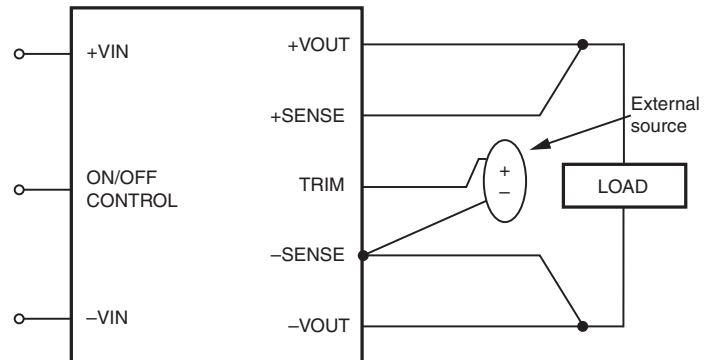 +VIN
+VOUT
+SENSE
External
source
ON/OFF
CONTROL
TRIM
+
–
LOAD
–SENSE
–VIN
–VOUT